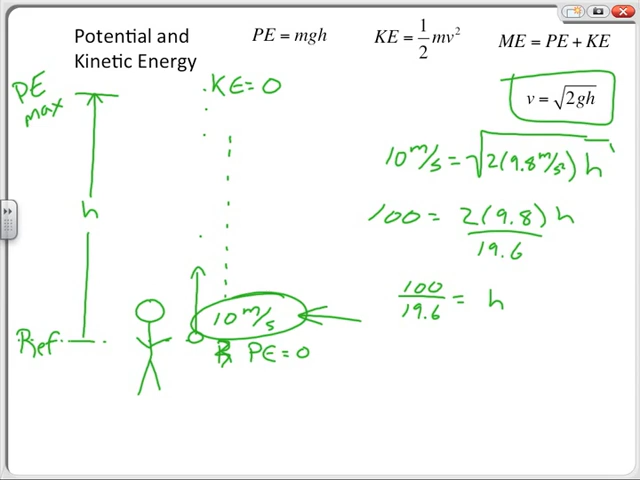 Potential and
Kinetic Energy
PE = mgh
KE = 1/2 mv²
ME = PE + KE
v = √2gh
PE
max
KE = 0
h
Ref
10 m/s
PE = 0
10 m/s = √2(9.8 m/s²) h
100 = 2(9.8) h
19.6
100/19.6 = h